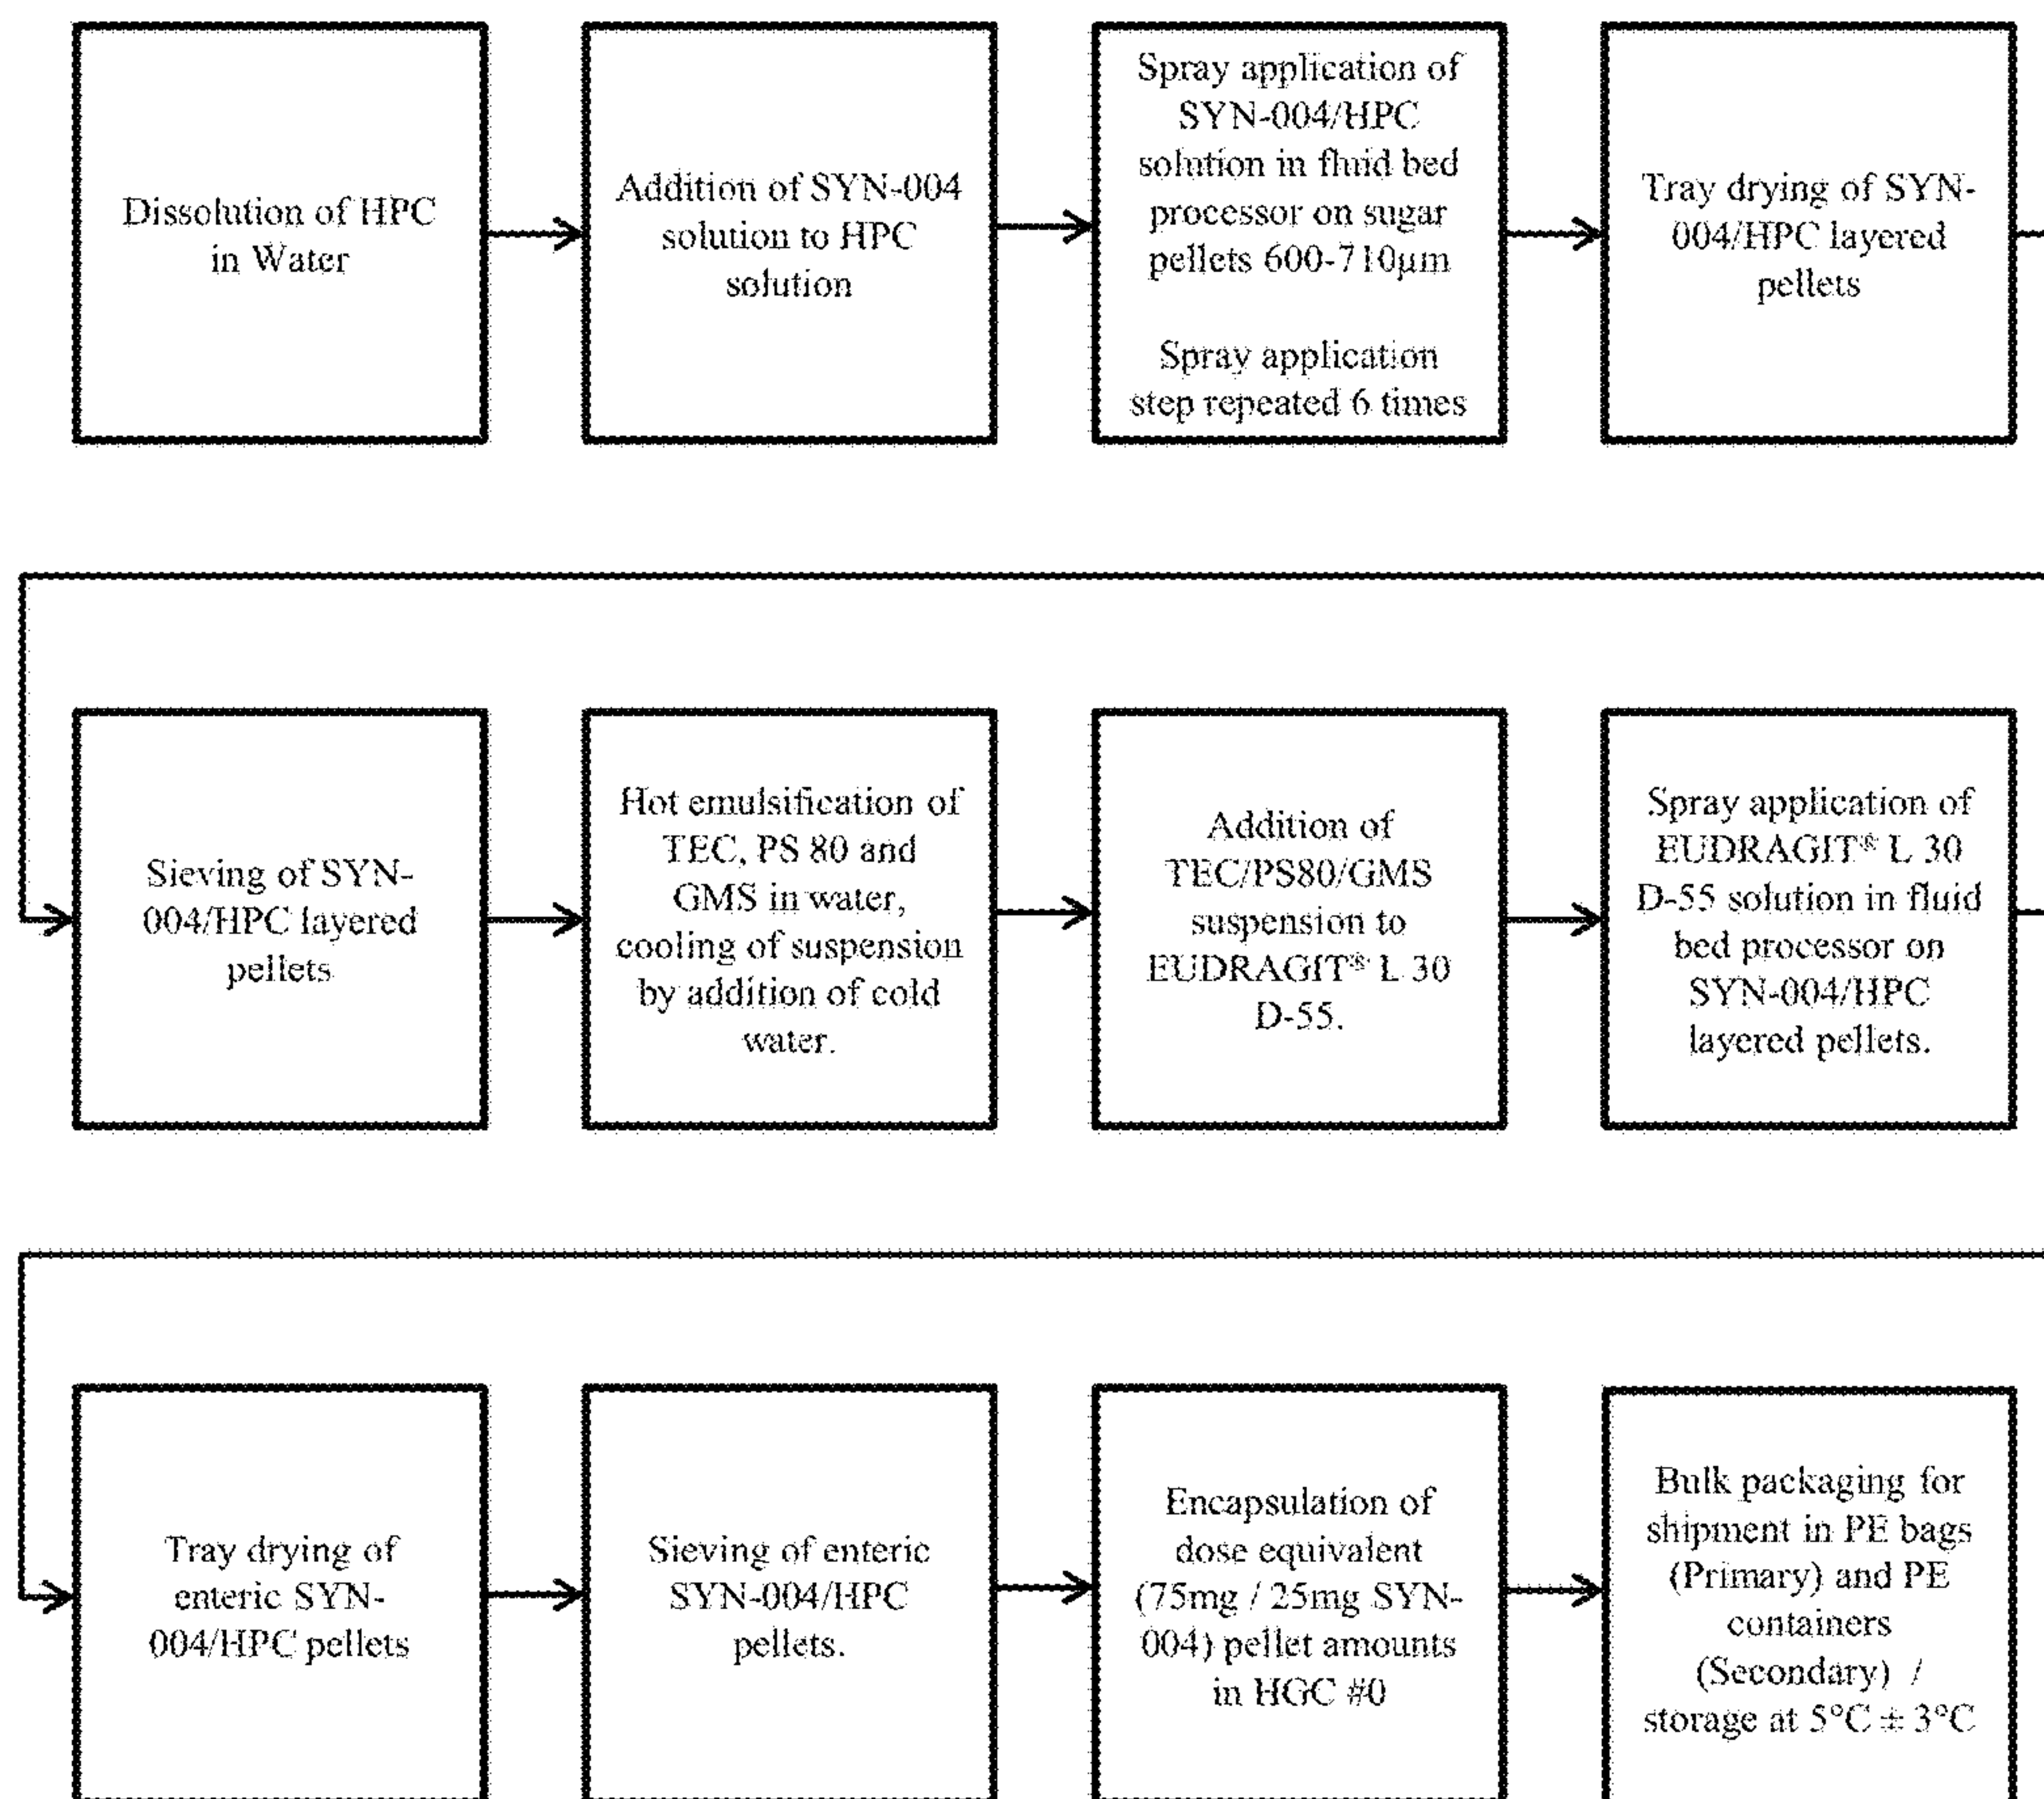 Dissolution of HPC
in Water
Addition of SYN-004
solution to HPC
solution
Spray application of
SYN-004/HPC
solution in fluid bed
processor on sugar
pellets 600-710µm
Spray application
step repeated 6 times
Tray drying of SYN-
004/HPC layered
pellets
Sieving of SYN-
004/HPC layered
pellets
Hot emulsification of
TEC, PS 80 and
GMS in water,
cooling of suspension
by addition of cold
water.
Addition of
TEC/PS80/GMS
suspension to
EUDRAGIT® L 30
D-55.
Spray application of
EUDRAGIT® L 30
D-55 solution in fluid
bed processor on
SYN-004/HPC
layered pellets.
Tray drying of
enteric SYN-
004/HPC pellets
Sieving of enteric
SYN-004/HPC
pellets.
Encapsulation of
dose equivalent
(75mg / 25mg SYN-
004) pellet amounts
in HGC #0
Bulk packaging for
shipment in PE bags
(Primary) and PE
containers
(Secondary) /
storage at 5°C ± 3°C